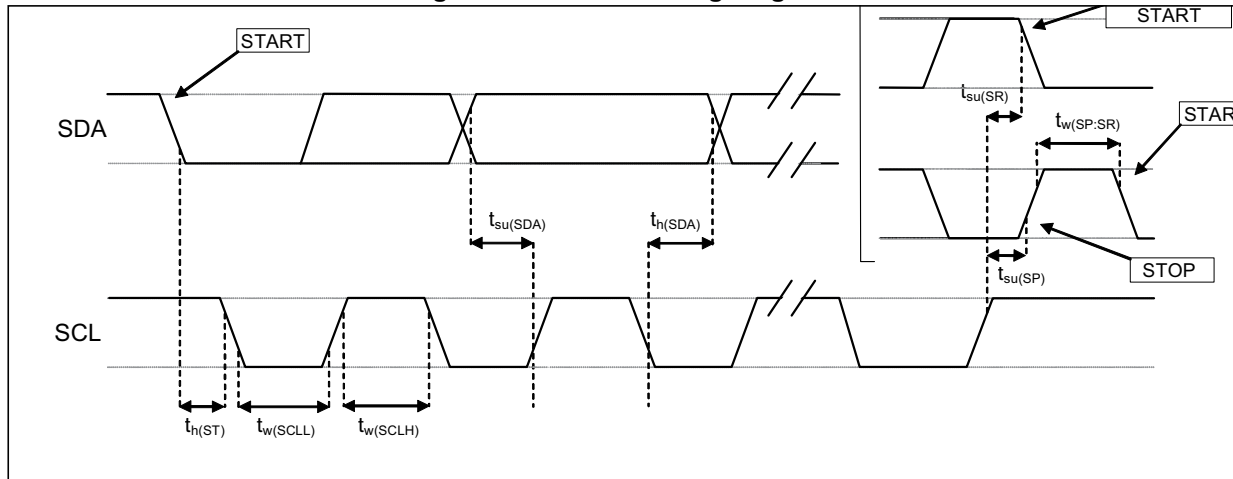 START
START
SDA
t_su(SR)
t_w(SP:SR)
STAR
t_su(SDA)
t_h(SDA)
t_su(SP)
STOP
SCL
t_h(ST)
t_w(SCLL)
t_w(SCLH)